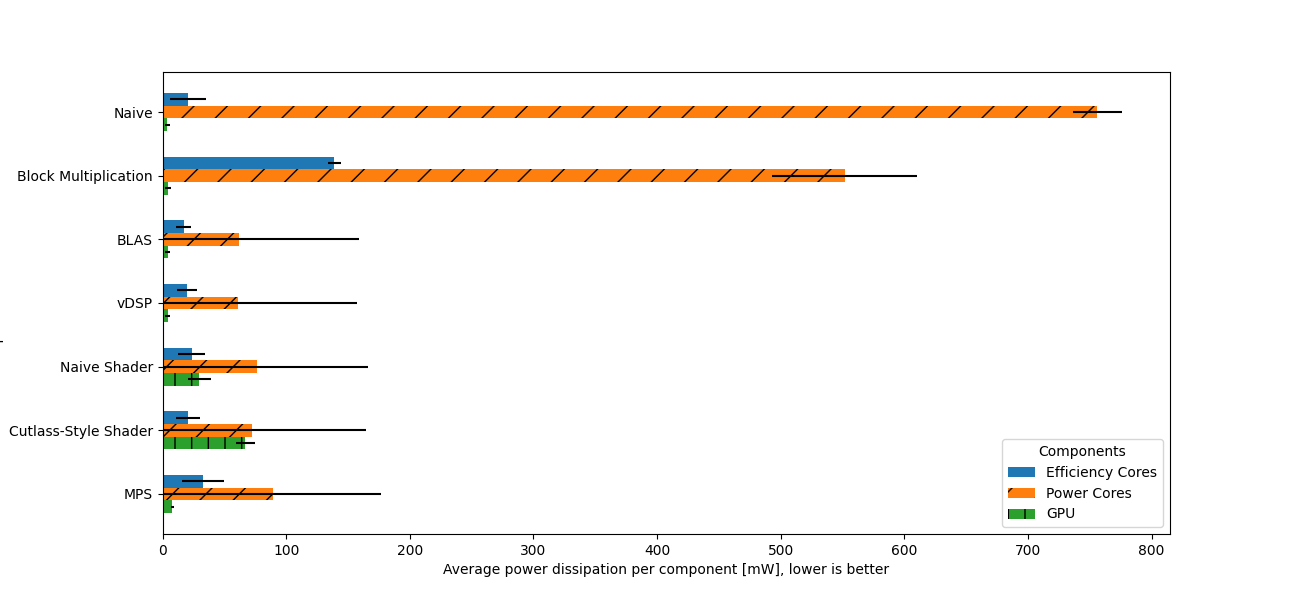 Naive
Block Multiplication
BLAS
vDSP
Naive Shader
Cutlass-Style Shader
MPS
Components
Efficiency Cores
Power Cores
GPU
0 100 200 300 400 500 600 700 800
Average power dissipation per component [mW], lower is better